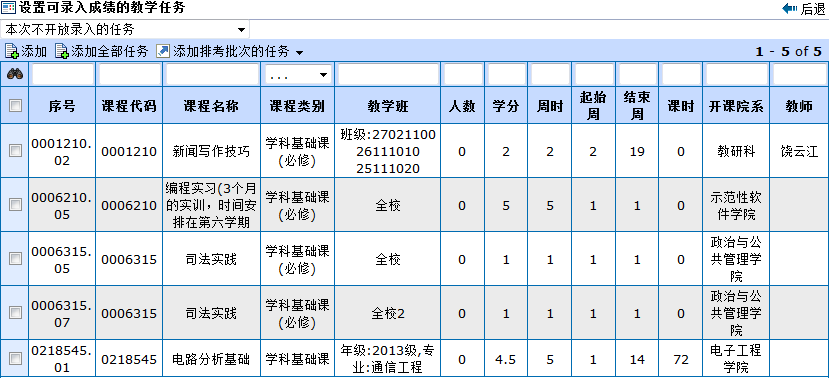 设置可录入成绩的教学任务 后退
本次不开放录入的任务
添加 添加全部任务 添加排考批次的任务 1 - 5 of 5
...
序号 课程代码 课程名称 课程类别 教学班 人数 学分 周时 起始周 结束周 课时 开课院系 教师
0001210.02 0001210 新闻写作技巧 学科基础课(必修) 班级:27021100 26111010 25111020 0 2 2 2 19 0 教研科 饶云江
0006210.05 0006210 编程实习(3个月的实训，时间安排在第六学期 学科基础课(必修) 全校 0 5 5 1 1 0 示范性软件学院
0006315.05 0006315 司法实践 学科基础课(必修) 全校 0 1 1 1 1 0 政治与公共管理学院
0006315.07 0006315 司法实践 学科基础课(必修) 全校2 0 1 1 1 1 0 政治与公共管理学院
0218545.01 0218545 电路分析基础 学科基础课 年级:2013级,专业:通信工程 0 4.5 5 1 14 72 电子工程学院